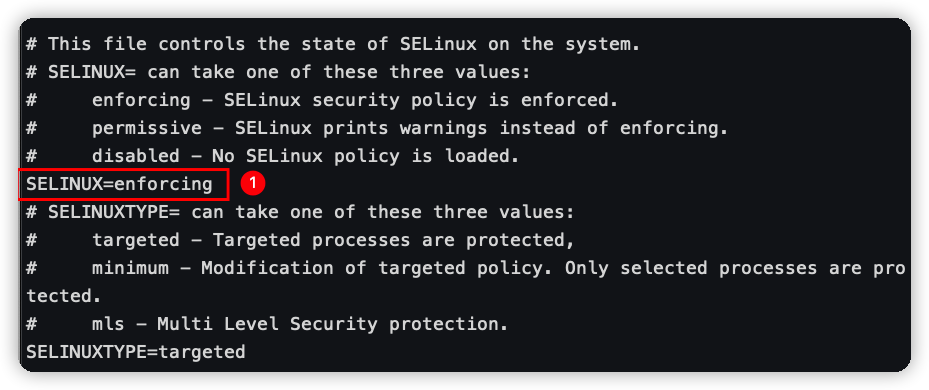 # This file controls the state of SELinux on the system.
# SELINUX= can take one of these three values:
#     enforcing – SELinux security policy is enforced.
#     permissive – SELinux prints warnings instead of enforcing.
#     disabled – No SELinux policy is loaded.
SELINUX=enforcing 1
# SELINUXTYPE= can take one of these three values:
#     targeted – Targeted processes are protected,
#     minimum – Modification of targeted policy. Only selected processes are pro
tected.
#     mls – Multi Level Security protection.
SELINUXTYPE=targeted